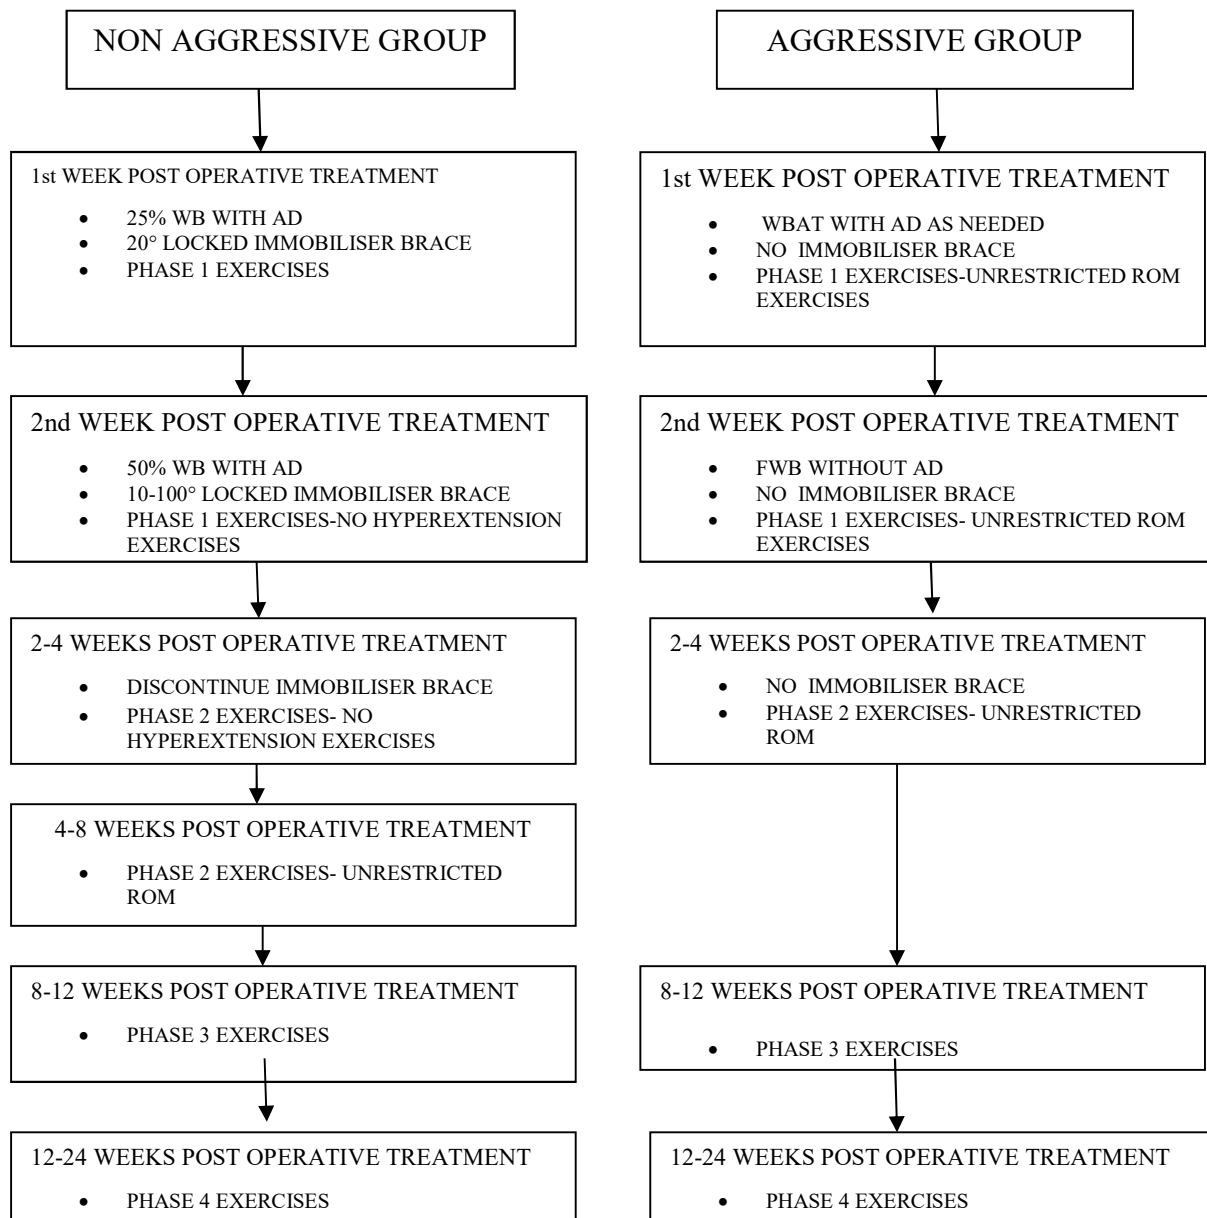 NON AGGRESSIVE GROUP
1st WEEK POST OPERATIVE TREATMENT
• 25% WB WITH AD
• 20° LOCKED IMMOBILISER BRACE
• PHASE 1 EXERCISES
2nd WEEK POST OPERATIVE TREATMENT
• 50% WB WITH AD
• 10-100° LOCKED IMMOBILISER BRACE
• PHASE 1 EXERCISES-NO HYPEREXTENSION
EXERCISES
2-4 WEEKS POST OPERATIVE TREATMENT
• DISCONTINUE IMMOBILISER BRACE
• PHASE 2 EXERCISES- NO
HYPEREXTENSION EXERCISES
4-8 WEEKS POST OPERATIVE TREATMENT
• PHASE 2 EXERCISES- UNRESTRICTED
ROM
8-12 WEEKS POST OPERATIVE TREATMENT
• PHASE 3 EXERCISES
12-24 WEEKS POST OPERATIVE TREATMENT
• PHASE 4 EXERCISES
AGGRESSIVE GROUP
1st WEEK POST OPERATIVE TREATMENT
• WBAT WITH AD AS NEEDED
• NO IMMOBILISER BRACE
• PHASE 1 EXERCISES-UNRESTRICTED ROM
EXERCISES
2nd WEEK POST OPERATIVE TREATMENT
• FWB WITHOUT AD
• NO IMMOBILISER BRACE
• PHASE 1 EXERCISES- UNRESTRICTED ROM
EXERCISES
2-4 WEEKS POST OPERATIVE TREATMENT
• NO IMMOBILISER BRACE
• PHASE 2 EXERCISES- UNRESTRICTED
ROM
8-12 WEEKS POST OPERATIVE TREATMENT
• PHASE 3 EXERCISES
12-24 WEEKS POST OPERATIVE TREATMENT
• PHASE 4 EXERCISES